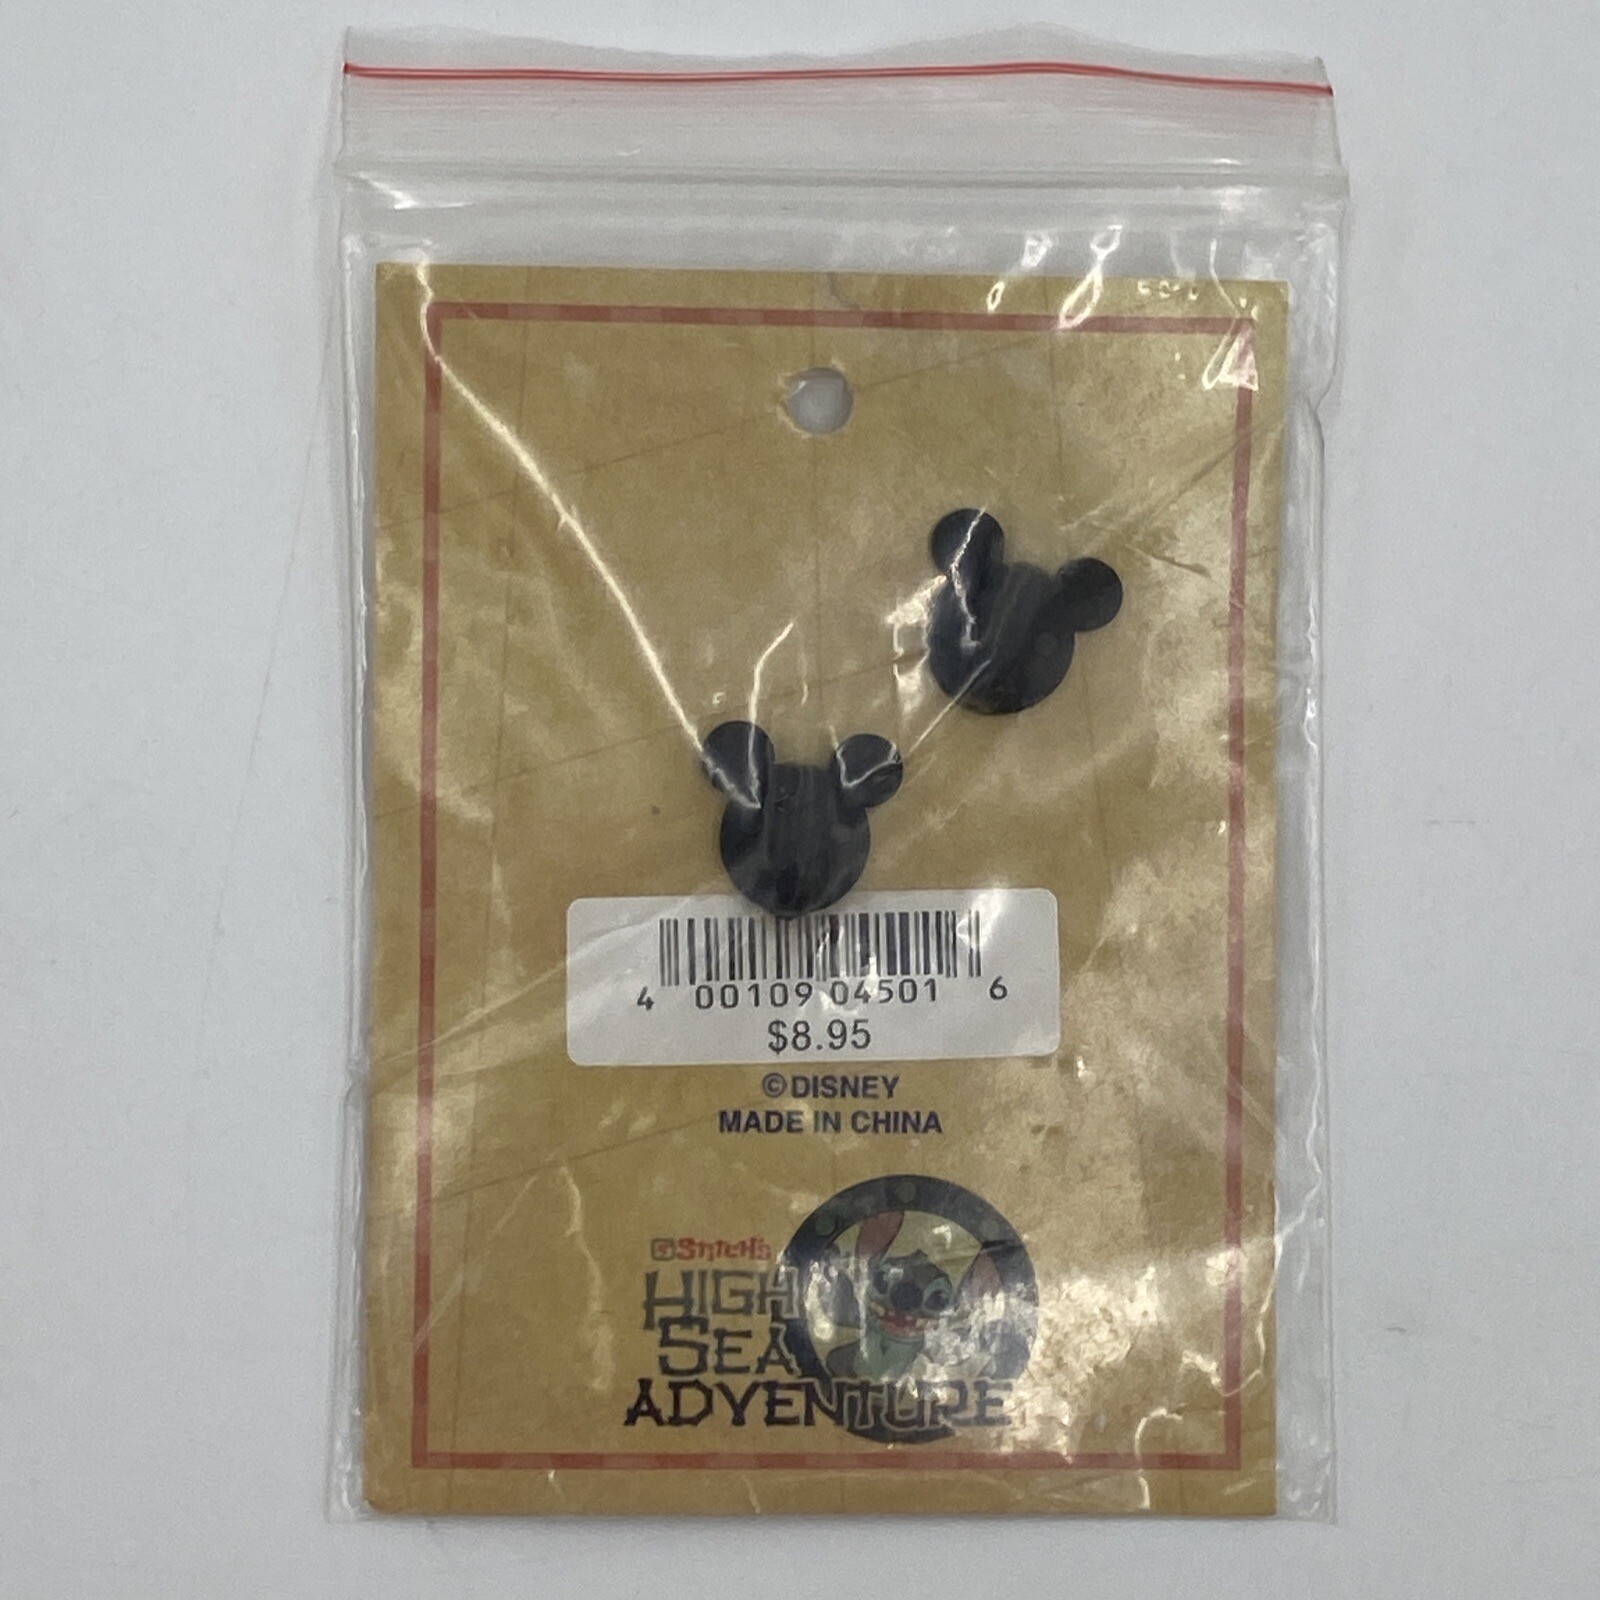 4 00109 04501 6
$8.95
©DISNEY
MADE IN CHINA
STITCH'S
HIGH
SEA
ADVENTURE